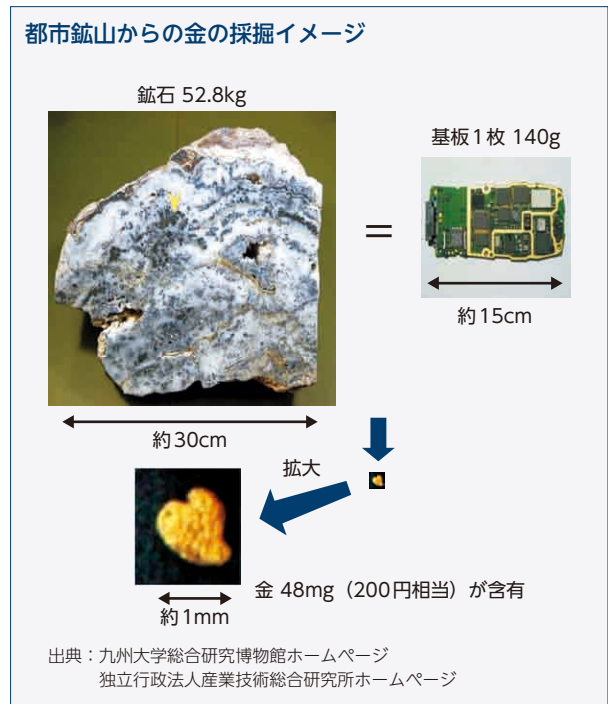 都市鉱山からの金の採掘イメージ
鉱石 52.8kg
基板1枚 140g
=
約15cm
約30cm
拡大
金 48mg（200円相当）が含有
約1mm
出典：九州大学総合研究博物館ホームページ
独立行政法人産業技術総合研究所ホームページ